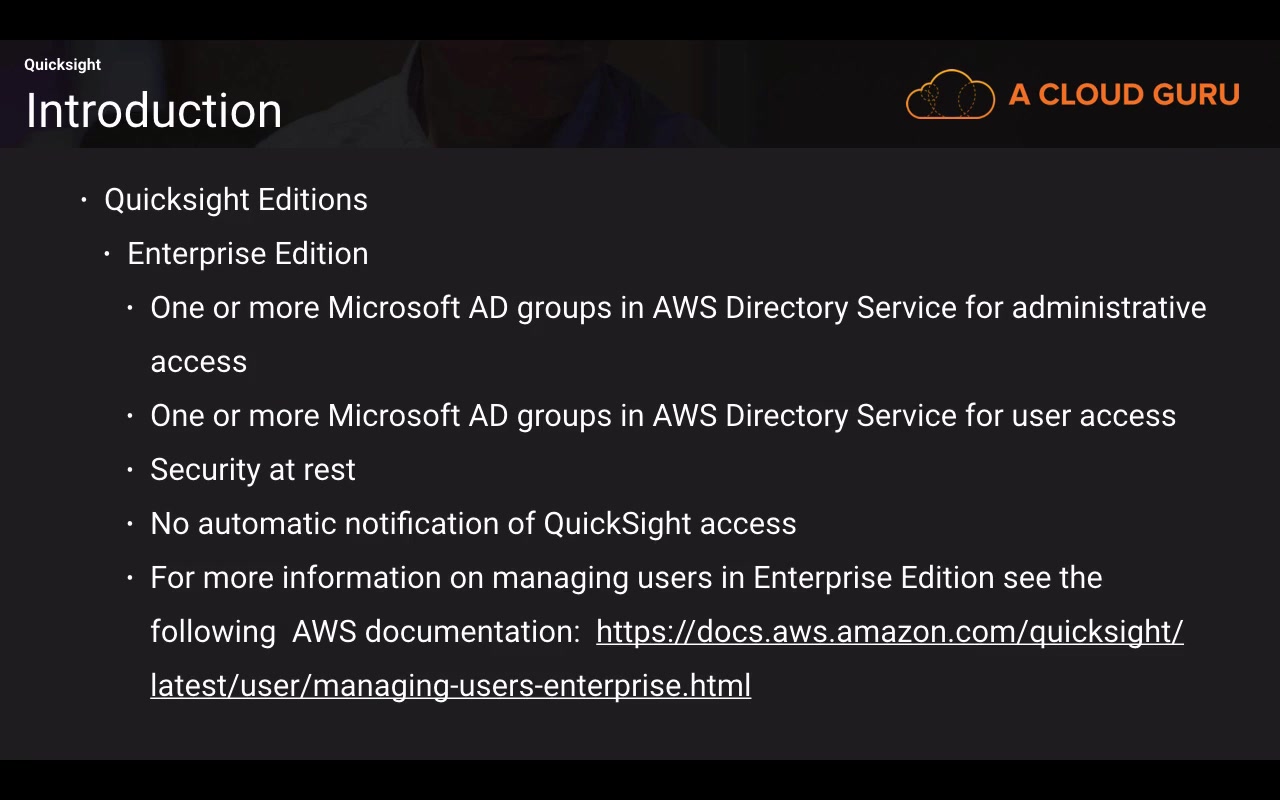 Quicksight
Introduction
A CLOUD GURU
· Quicksight Editions
· Enterprise Edition
· One or more Microsoft AD groups in AWS Directory Service for administrative
access
· One or more Microsoft AD groups in AWS Directory Service for user access
· Security at rest
· No automatic notification of QuickSight access
· For more information on managing users in Enterprise Edition see the
following  AWS documentation:  https://docs.aws.amazon.com/quicksight/
latest/user/managing-users-enterprise.html